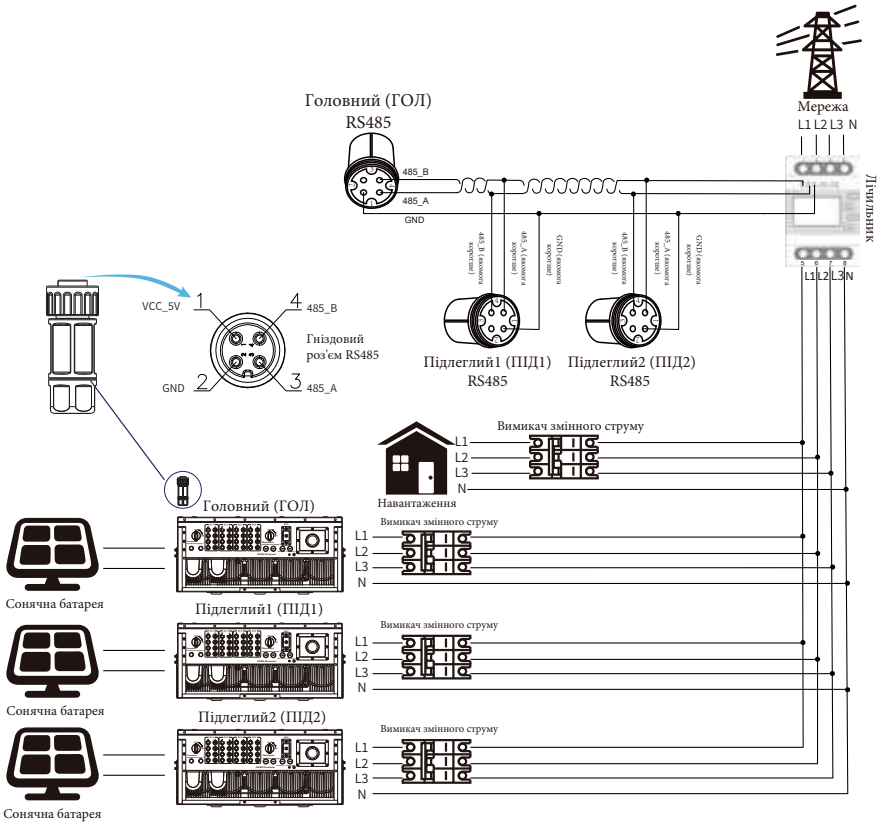 Мережа
L1 L2 L3 N
Лічильник
Головний (ГОЛ)
RS485
485_B
485_A
GND
485_B (якомога
коротше)
485_A (якомога
коротше)
GND (якомога
коротше)
485_B (якомога
коротше)
485_A (якомога
коротше)
GND (якомога
коротше)
5 6 7 8
L1 L2 L3 N
Підлеглий1 (ПІД1)
RS485
Підлеглий2 (ПІД2)
RS485
VCC_5V
1
4
485_B
Гніздовий
роз'єм RS485
GND
2
3
485_A
Вимикач змінного струму
L1
L2
L3
N
Навантаження
Головний (ГОЛ)
Вимикач змінного струму
L1
L2
L3
N
Сонячна батарея
Підлеглий1 (ПІД1)
Вимикач змінного струму
L1
L2
L3
N
Сонячна батарея
Підлеглий2 (ПІД2)
Вимикач змінного струму
L1
L2
L3
N
Сонячна батарея